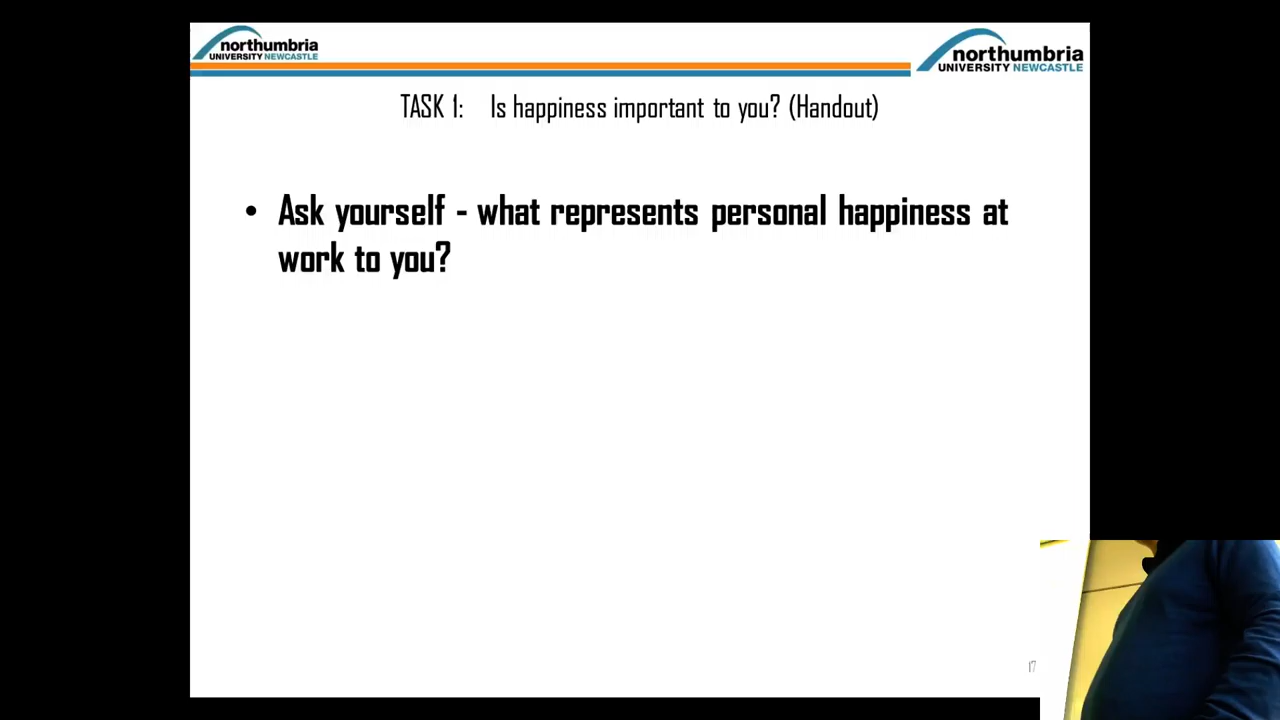 northumbria
UNIVERSITY NEWCASTLE
northumbria
UNIVERSITY NEWCASTLE
TASK 1: Is happiness important to you? (Handout)
• Ask yourself - what represents personal happiness at
work to you?
17